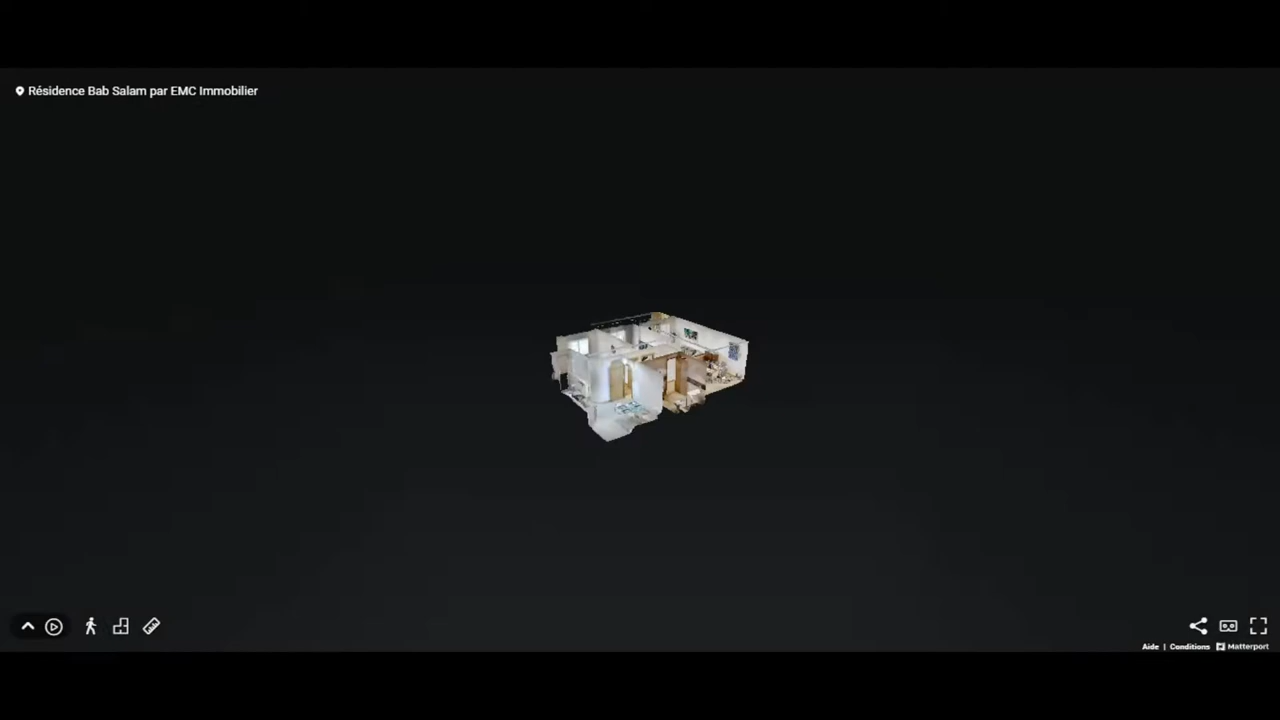 Résidence Bab Salam par EMC Immobilier
Aide | Conditions Matterport